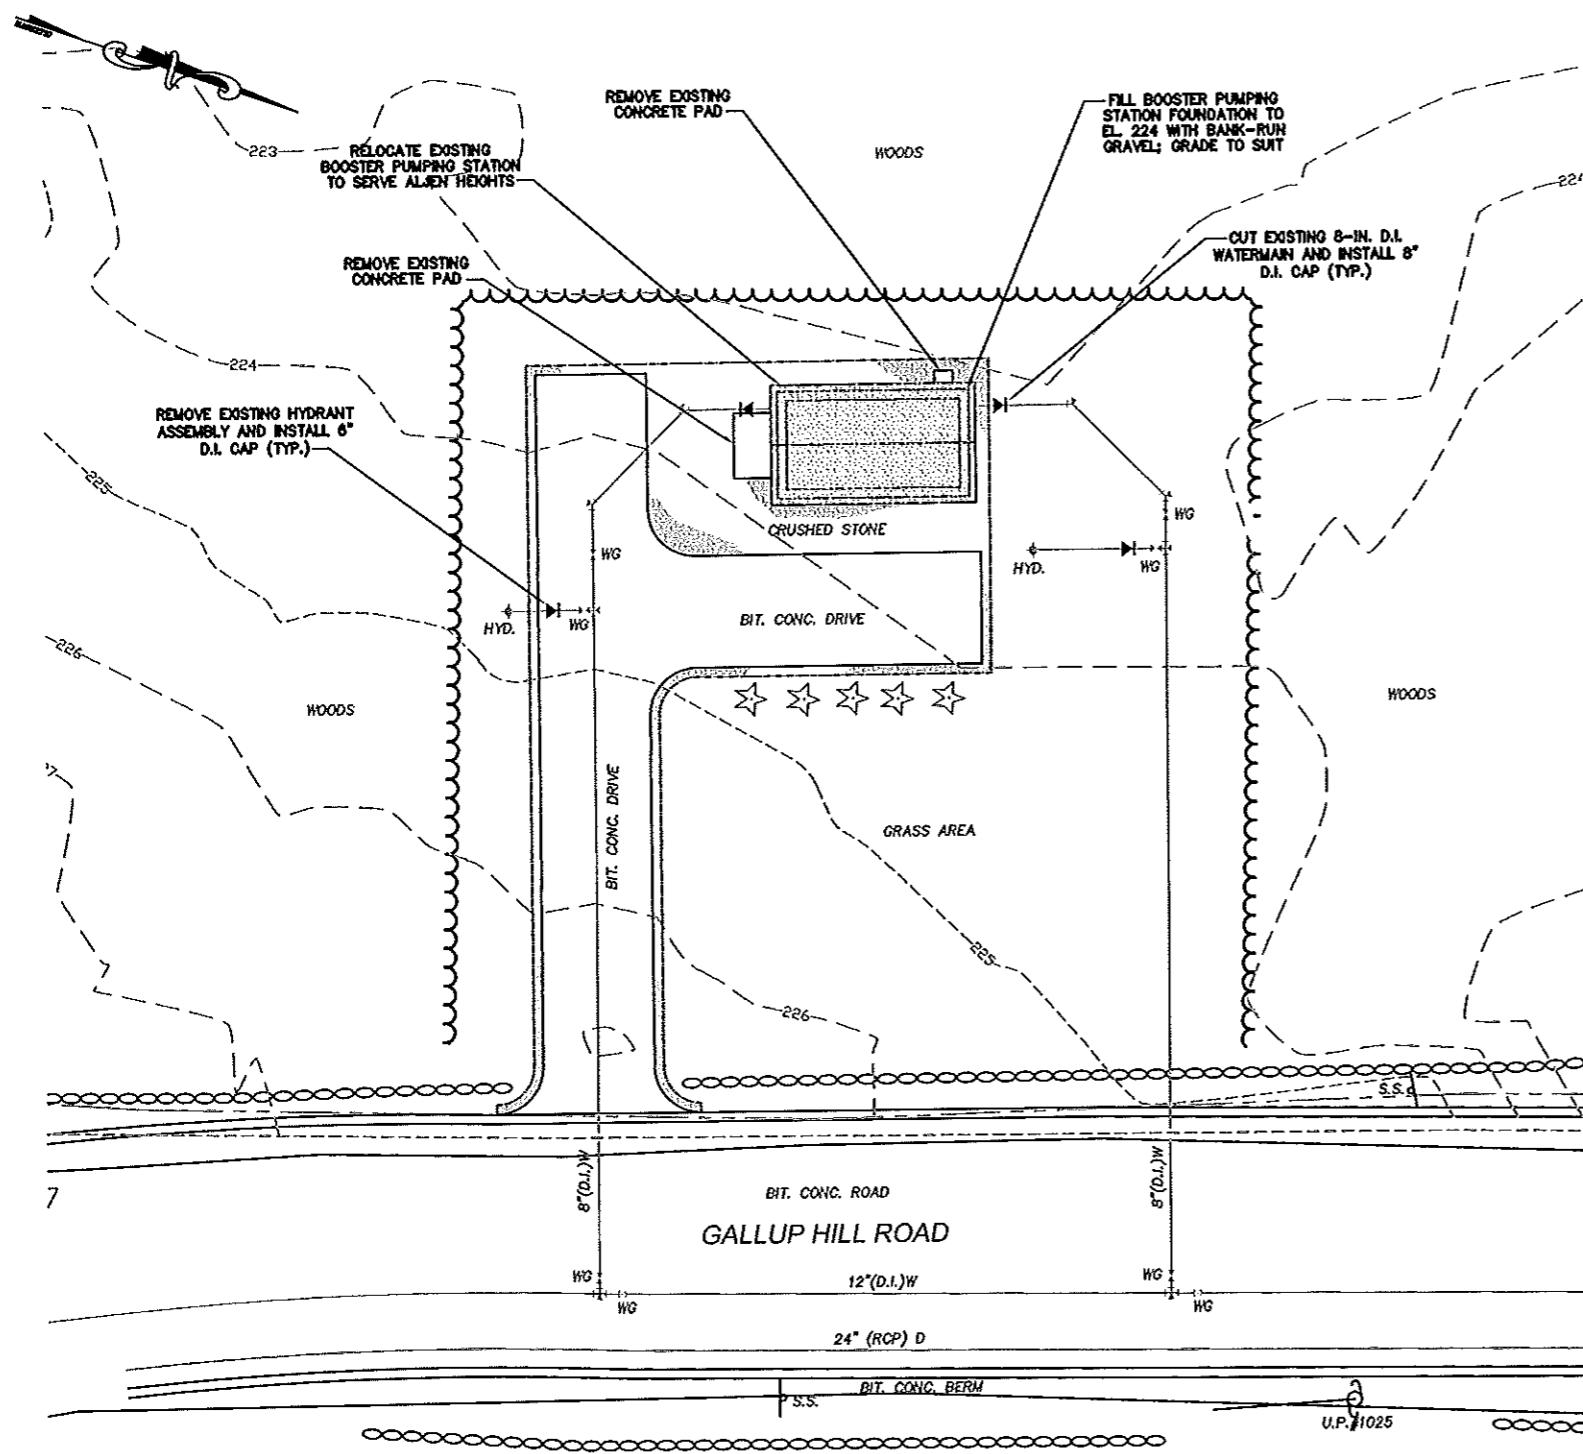 REMOVE EXISTING
CONCRETE PAD
FILL BOOSTER PUMPING
STATION FOUNDATION TO
EL. 224 WITH BANK-RUN
GRAVEL; GRADE TO SUIT
WOODS
223
RELOCATE EXISTING
BOOSTER PUMPING STATION
TO SERVE ALJEN HEIGHTS
224
CUT EXISTING 8-IN. D.I.
WATERMAIN AND INSTALL 8"
D.I. CAP (TYP.)
REMOVE EXISTING
CONCRETE PAD
224
REMOVE EXISTING HYDRANT
ASSEMBLY AND INSTALL 6"
D.I. CAP (TYP.)
225
WG
CRUSHED STONE
WG
HYD.
WG
HYD.
WG
BIT. CONC. DRIVE
226
WOODS
WOODS
BIT. CONC. DRIVE
GRASS AREA
225
226
S.S.
8"(D.I.)W
8"(D.I.)W
BIT. CONC. ROAD
7
GALLUP HILL ROAD
WG
12"(D.I.)W
WG
WG
WG
24" (RCP) D
BIT. CONC. BERM
S.S.
U.P.#1025